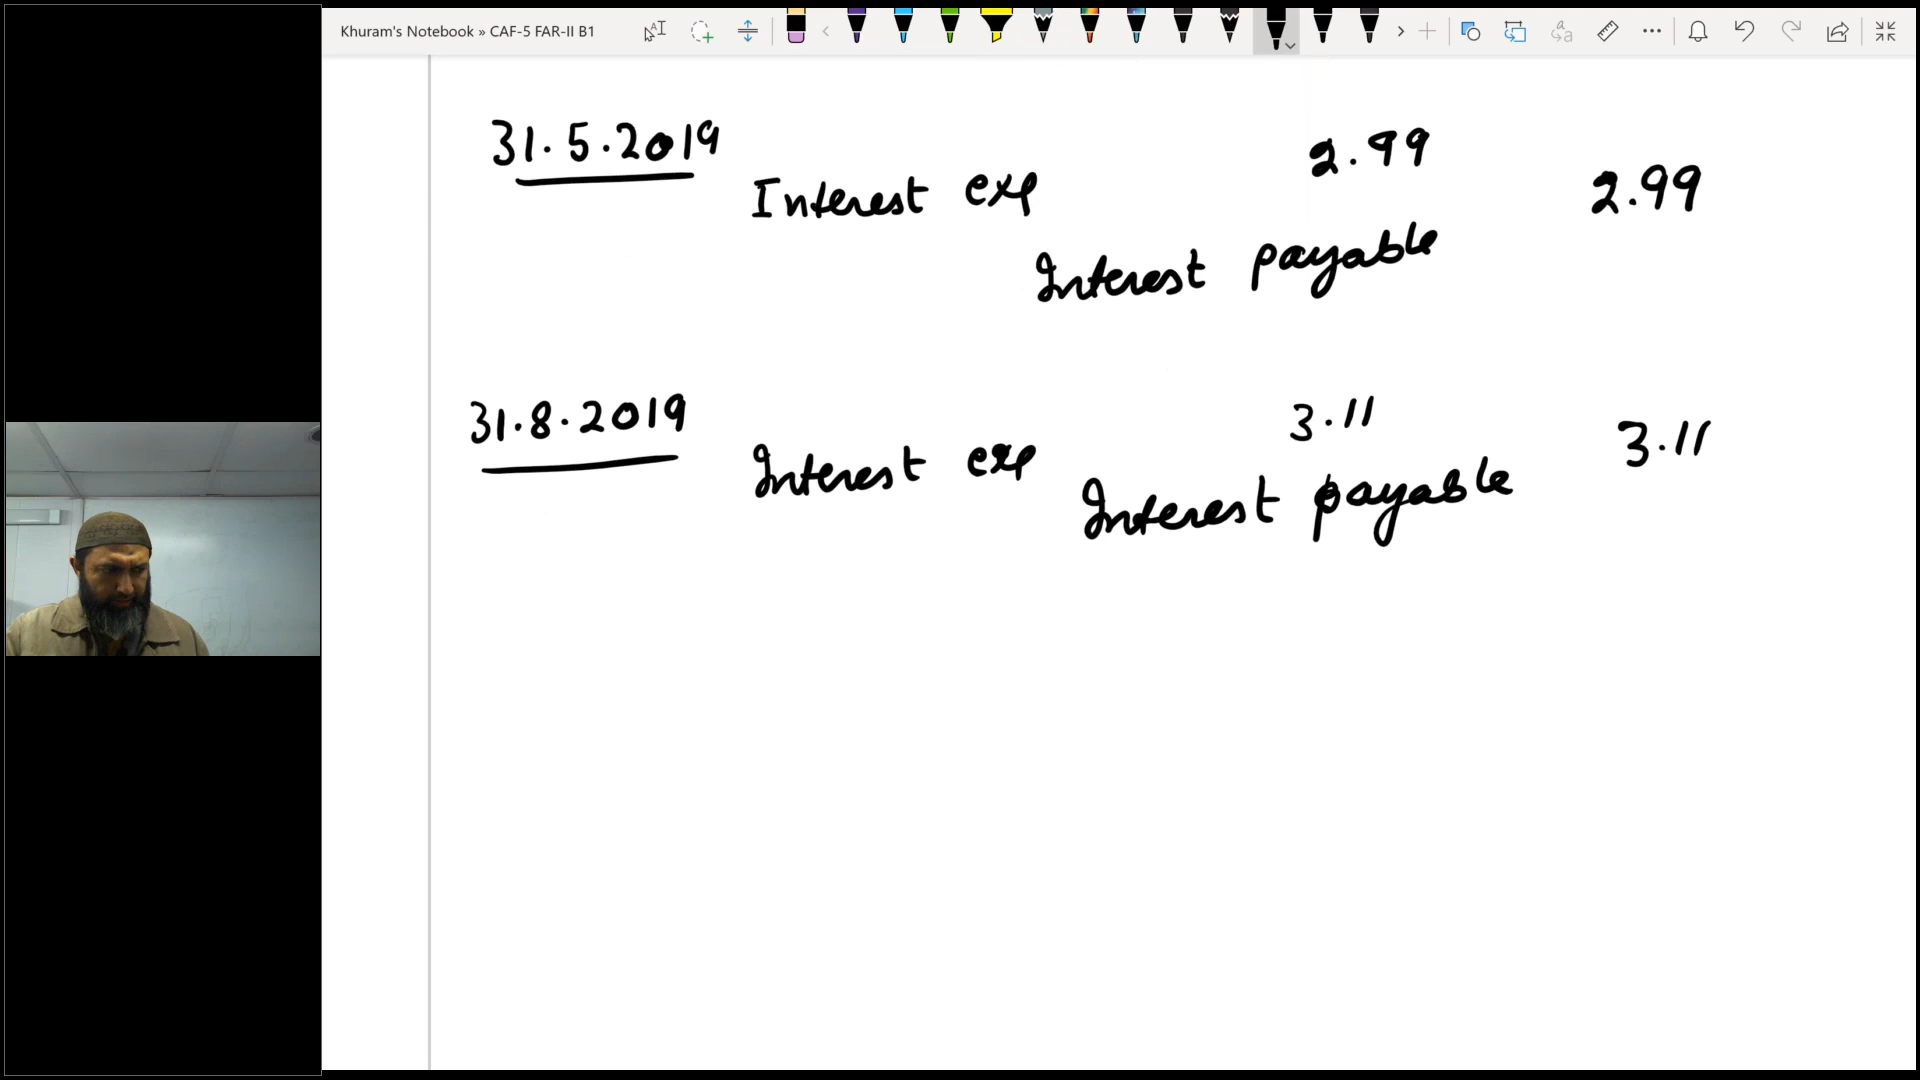 Khuram's Notebook » CAF-5 FAR-II B1
31.5.2019
Interest exp 2.99
Interest payable 2.99
31.8.2019
Interest exp 3.11
Interest payable 3.11